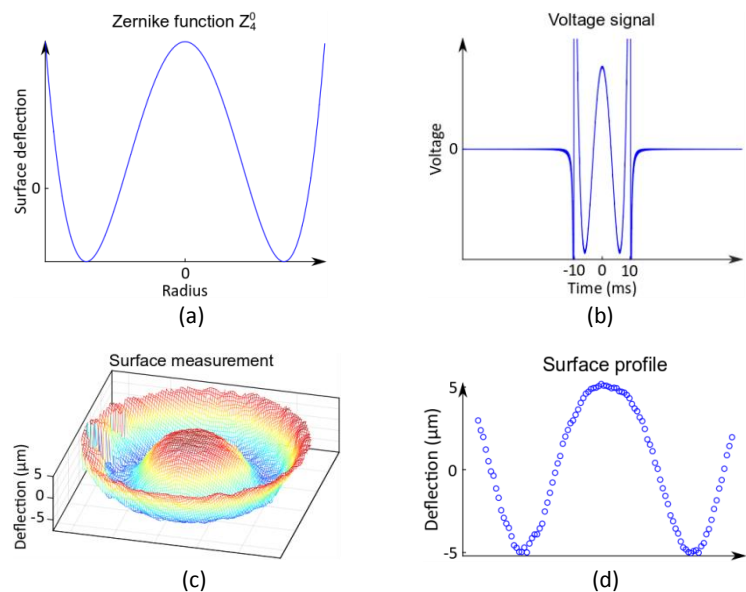 Zernike function Z₄⁰
Surface deflection
0
0
Radius
(a)
Voltage signal
Voltage
0
-10 0 10
Time (ms)
(b)
Surface measurement
Deflection (µm)
5
0
-5
(c)
Surface profile
Deflection (µm)
5
0
-5
(d)